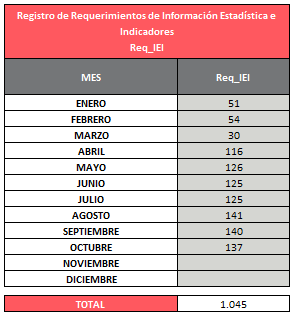 Registro de Requerimientos de Información Estadística e
Indicadores
Req_IEI
MES Req_IEI
ENERO 51
FEBRERO 54
MARZO 30
ABRIL 116
MAYO 126
JUNIO 125
JULIO 125
AGOSTO 141
SEPTIEMBRE 140
OCTUBRE 137
NOVIEMBRE
DICIEMBRE
TOTAL 1.045